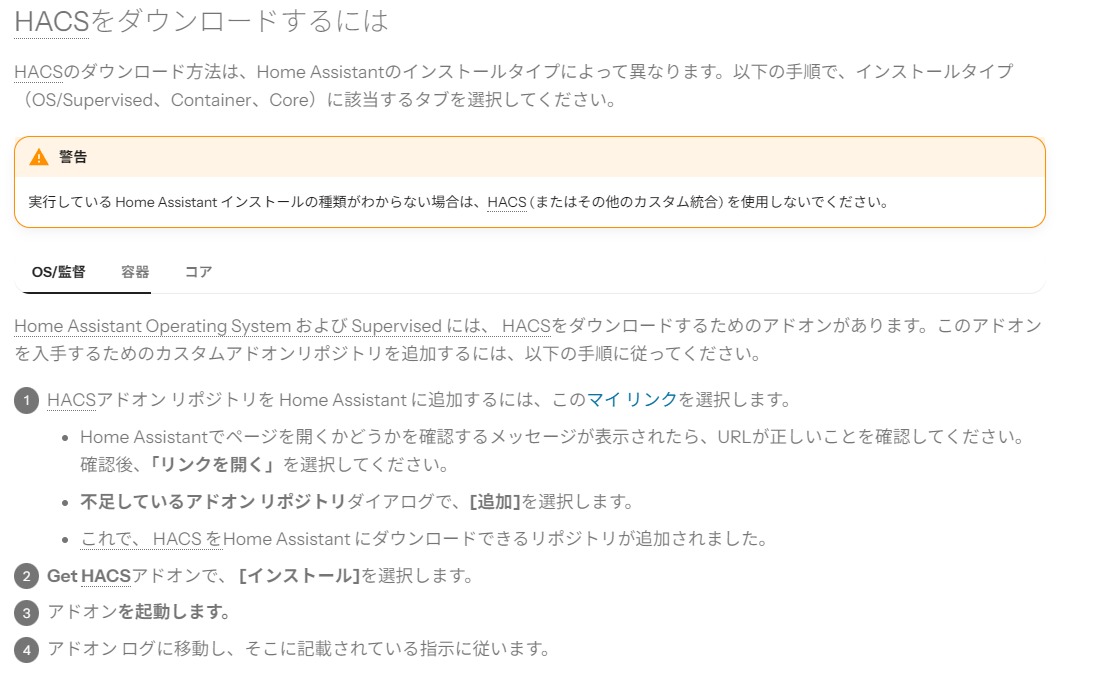 HACSをダウンロードするには
HACSのダウンロード方法は、Home Assistantのインストールタイプによって異なります。以下の手順で、インストールタイプ
（OS/Supervised、Container、Core）に該当するタブを選択してください。
警告
実行している Home Assistant インストールの種類がわからない場合は、HACS (またはその他のカスタム統合) を使用しないでください。
OS/監督 容器 コア
Home Assistant Operating System および Supervised には、 HACSをダウンロードするためのアドオンがあります。このアドオン
を入手するためのカスタムアドオンリポジトリを追加するには、以下の手順に従ってください。
1 HACSアドオン リポジトリを Home Assistant に追加するには、このマイ リンクを選択します。
• Home Assistantでページを開くかどうかを確認するメッセージが表示されたら、URLが正しいことを確認してください。
確認後、「リンクを開く」を選択してください。
• 不足しているアドオン リポジトリダイアログで、[追加]を選択します。
• これで、 HACS をHome Assistant にダウンロードできるリポジトリが追加されました。
2 Get HACSアドオンで、 [インストール]を選択します。
3 アドオンを起動します。
4 アドオン ログに移動し、そこに記載されている指示に従います。